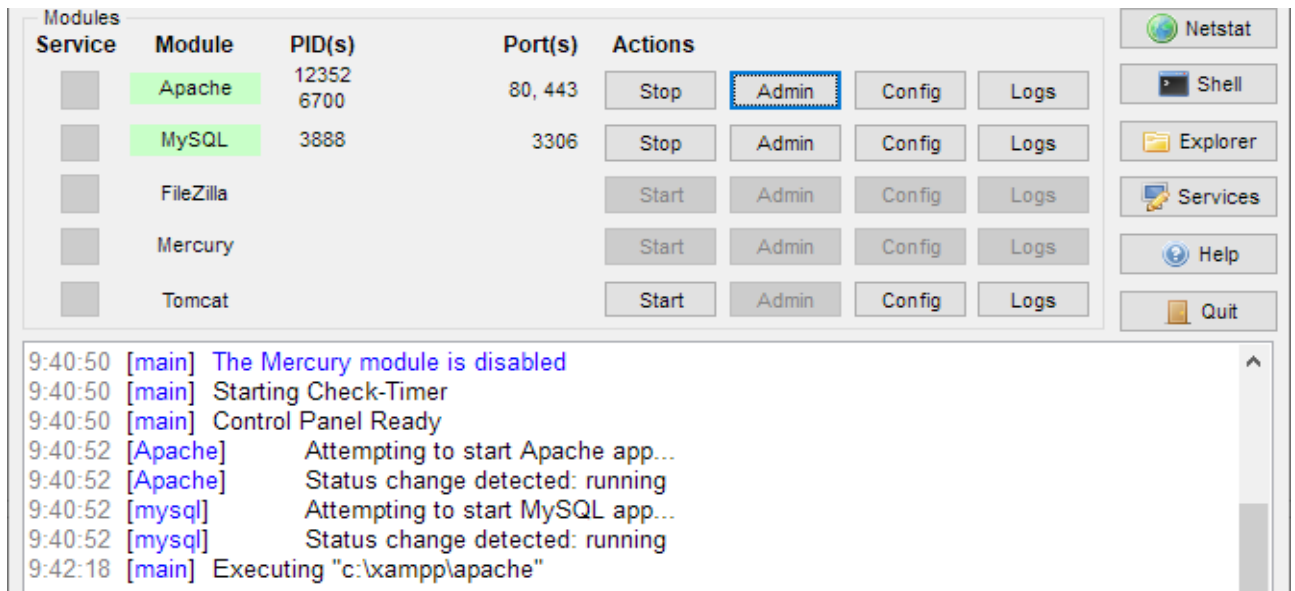 Modules
Service Module PID(s) Port(s) Actions
Apache 12352 6700 80, 443 Stop Admin Config Logs
MySQL 3888 3306 Stop Admin Config Logs
FileZilla Start Admin Config Logs
Mercury Start Admin Config Logs
Tomcat Start Admin Config Logs
Netstat
Shell
Explorer
Services
Help
Quit
9:40:50 [main] The Mercury module is disabled
9:40:50 [main] Starting Check-Timer
9:40:50 [main] Control Panel Ready
9:40:52 [Apache] Attempting to start Apache app...
9:40:52 [Apache] Status change detected: running
9:40:52 [mysql] Attempting to start MySQL app...
9:40:52 [mysql] Status change detected: running
9:42:18 [main] Executing "c:\xampp\apache"